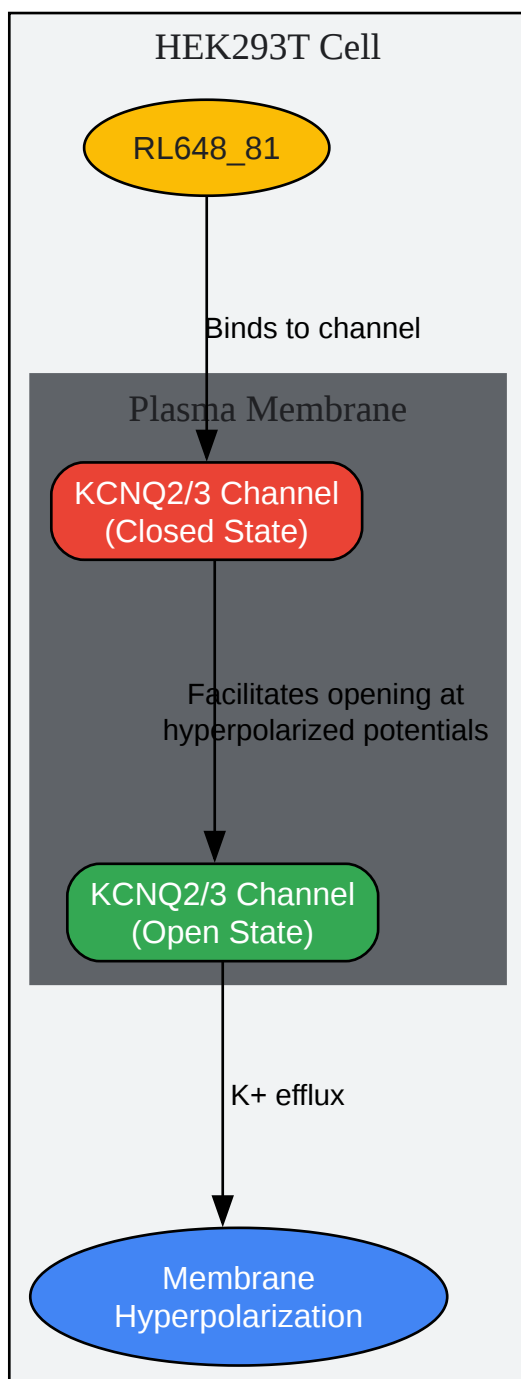 HEK293T Cell
RL648_81
Binds to channel
Plasma Membrane
KCNQ2/3 Channel
(Closed State)
Facilitates opening at
hyperpolarized potentials
KCNQ2/3 Channel
(Open State)
K+ efflux
Membrane
Hyperpolarization